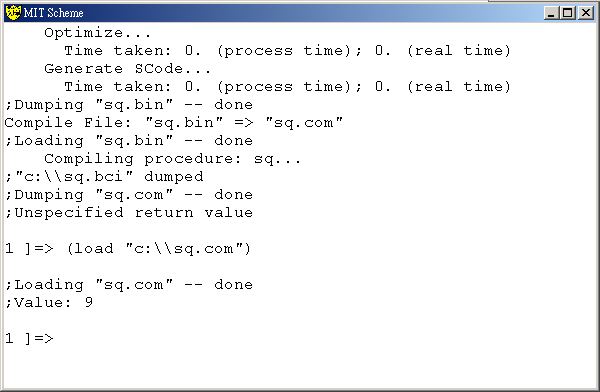 MIT Scheme
Optimize...
Time taken: 0. (process time); 0. (real time)
Generate SCode...
Time taken: 0. (process time); 0. (real time)
;Dumping "sq.bin" -- done
Compile File: "sq.bin" => "sq.com"
;Loading "sq.bin" -- done
Compiling procedure: sq...
;"c:\\sq.bci" dumped
;Dumping "sq.com" -- done
;Unspecified return value
1 ]=> (load "c:\\sq.com")
;Loading "sq.com" -- done
;Value: 9
1 ]=>